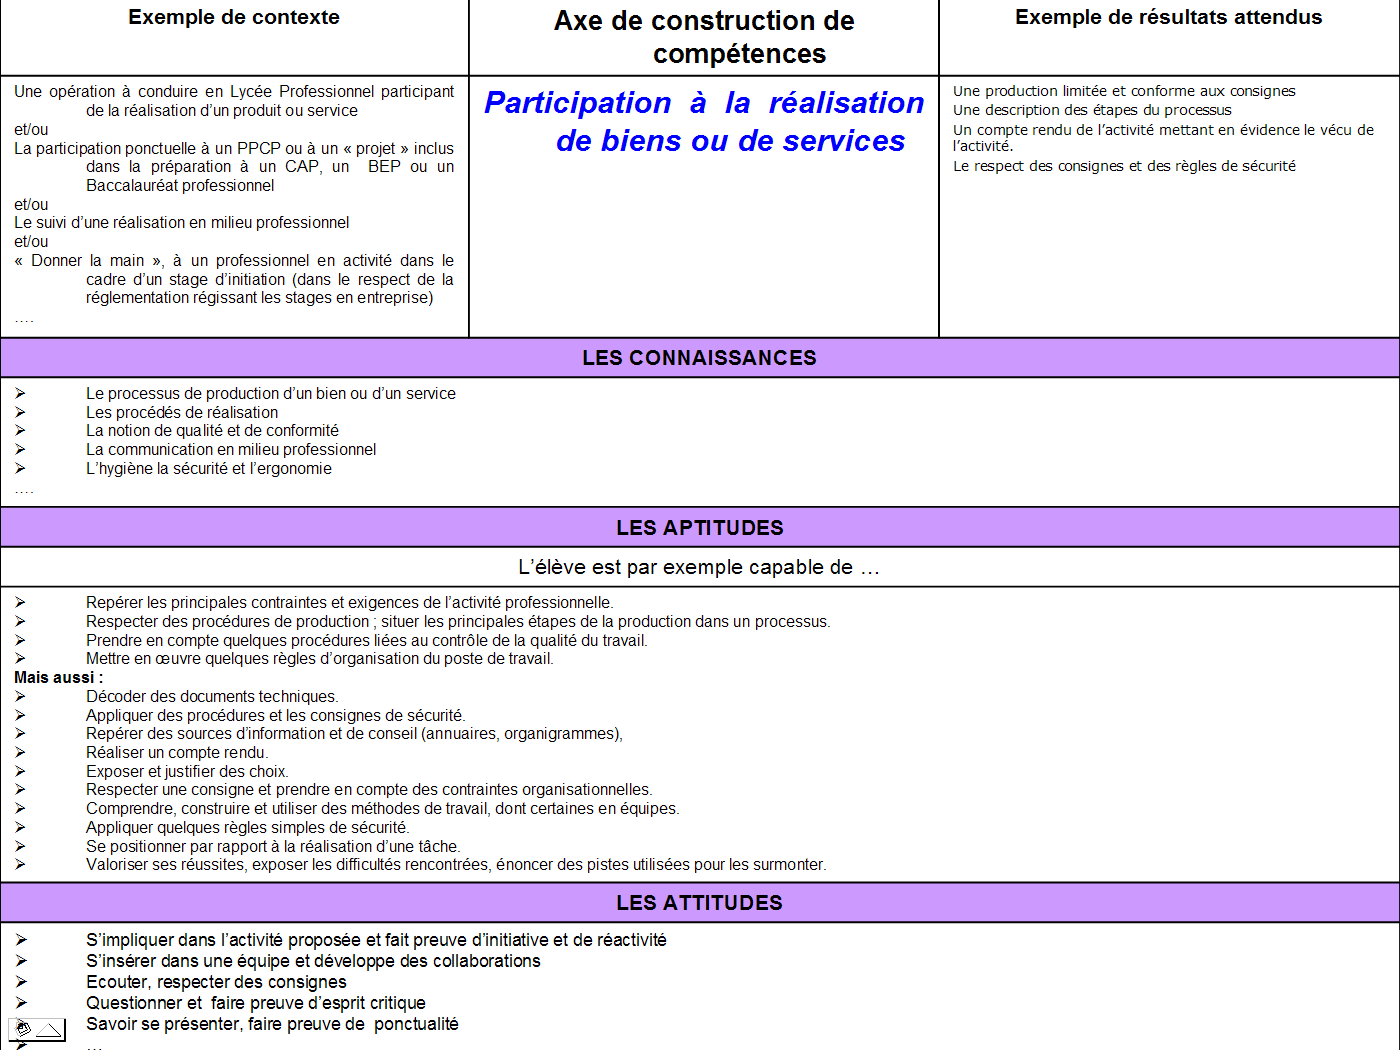 Exemple de contexte
Axe de construction de
compétences
Exemple de résultats attendus
Une opération à conduire en Lycée Professionnel participant
de la réalisation d’un produit ou service
et/ou
La participation ponctuelle à un PPCP ou à un « projet » inclus
dans la préparation à un CAP, un BEP ou un
Baccalauréat professionnel
et/ou
Le suivi d’une réalisation en milieu professionnel
et/ou
« Donner la main », à un professionnel en activité dans le
cadre d’un stage d’initiation (dans le respect de la
réglementation régissant les stages en entreprise)
....
Participation à la réalisation
de biens ou de services
Une production limitée et conforme aux consignes
Une description des étapes du processus
Un compte rendu de l’activité mettant en évidence le vécu de
l’activité.
Le respect des consignes et des règles de sécurité
LES CONNAISSANCES
Le processus de production d’un bien ou d’un service
Les procédés de réalisation
La notion de qualité et de conformité
La communication en milieu professionnel
L’hygiène la sécurité et l’ergonomie
....
LES APTITUDES
L’élève est par exemple capable de …
Repérer les principales contraintes et exigences de l’activité professionnelle.
Respecter des procédures de production ; situer les principales étapes de la production dans un processus.
Prendre en compte quelques procédures liées au contrôle de la qualité du travail.
Mettre en œuvre quelques règles d’organisation du poste de travail.
Mais aussi :
Décoder des documents techniques.
Appliquer des procédures et les consignes de sécurité.
Repérer des sources d’information et de conseil (annuaires, organigrammes),
Réaliser un compte rendu.
Exposer et justifier des choix.
Respecter une consigne et prendre en compte des contraintes organisationnelles.
Comprendre, construire et utiliser des méthodes de travail, dont certaines en équipes.
Appliquer quelques règles simples de sécurité.
Se positionner par rapport à la réalisation d’une tâche.
Valoriser ses réussites, exposer les difficultés rencontrées, énoncer des pistes utilisées pour les surmonter.
LES ATTITUDES
S’impliquer dans l’activité proposée et fait preuve d’initiative et de réactivité
S’insérer dans une équipe et développe des collaborations
Ecouter, respecter des consignes
Questionner et faire preuve d’esprit critique
Savoir se présenter, faire preuve de ponctualité
…